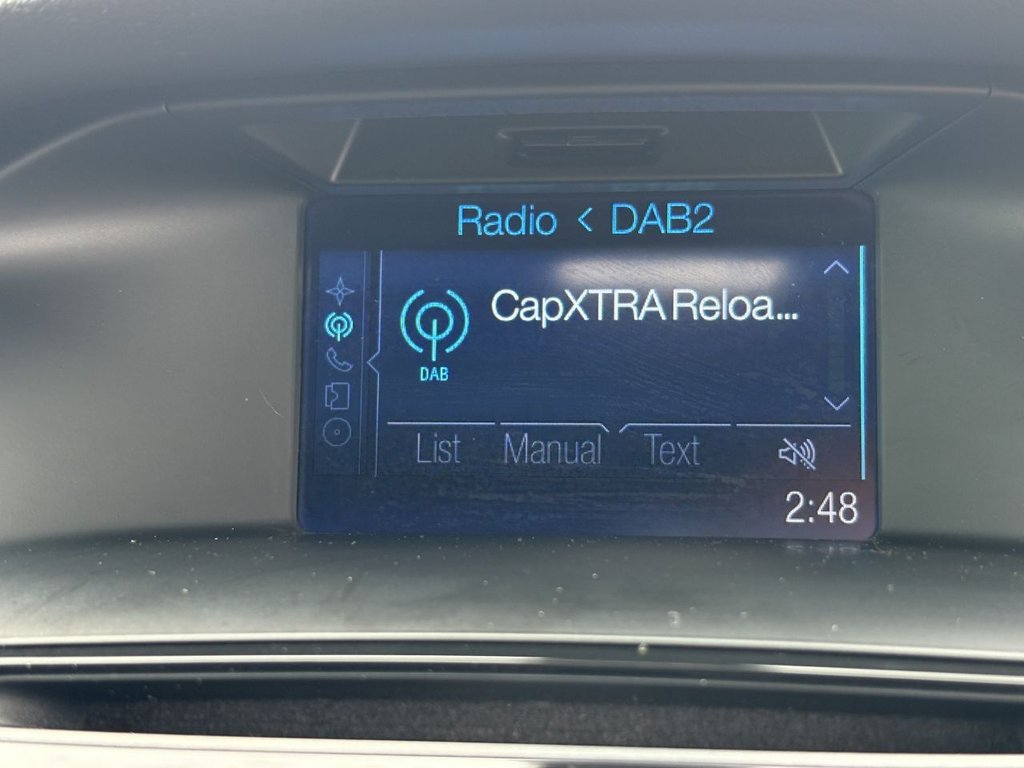 Radio < DAB2
CapXTRA Reloa...
DAB
List Manual Text
2:48